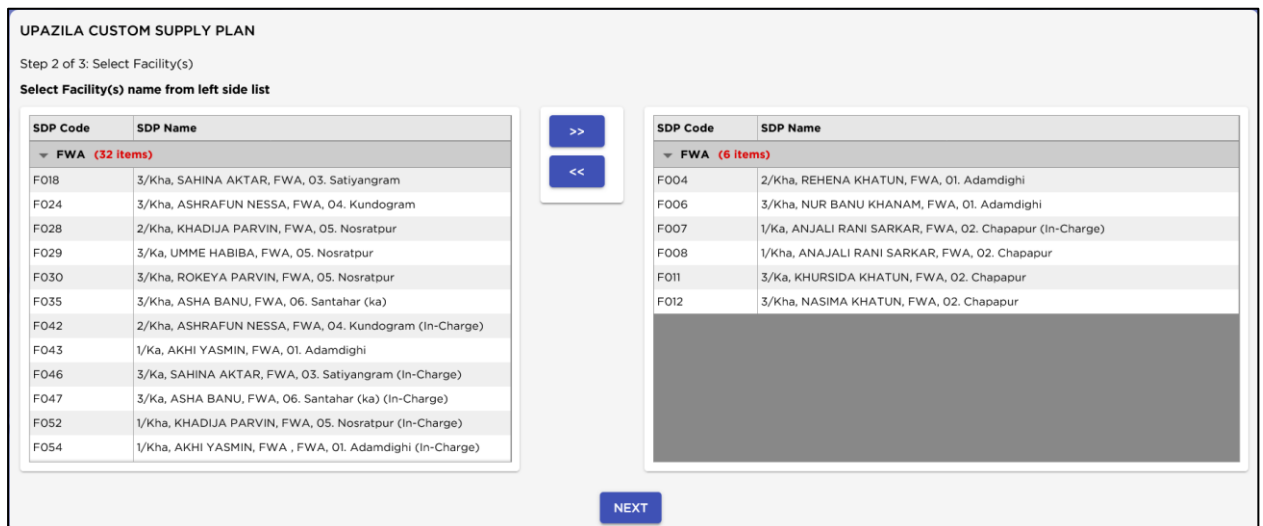 UPAZILA CUSTOM SUPPLY PLAN
Step 2 of 3: Select Facility(s)
Select Facility(s) name from left side list
SDP Code SDP Name
FWA (32 items)
F018 3/Kha, SAHINA AKTAR, FWA, 03. Satiyangram
F024 3/Kha, ASHRAFUN NESSA, FWA, 04. Kundogram
F028 2/Kha, KHADIJA PARVIN, FWA, 05. Nosratpur
F029 3/Ka, UMME HABIBA, FWA, 05. Nosratpur
F030 3/Kha, ROKEYA PARVIN, FWA, 05. Nosratpur
F035 3/Kha, ASHA BANU, FWA, 06. Santahar (ka)
F042 2/Kha, ASHRAFUN NESSA, FWA, 04. Kundogram (In-Charge)
F043 1/Ka, AKHI YASMIN, FWA, 01. Adamdighi
F046 3/Ka, SAHINA AKTAR, FWA, 03. Satiyangram (In-Charge)
F047 3/Ka, ASHA BANU, FWA, 06. Santahar (ka) (In-Charge)
F052 1/Kha, KHADIJA PARVIN, FWA, 05. Nosratpur (In-Charge)
F054 1/Kha, AKHI YASMIN, FWA , FWA, 01. Adamdighi (In-Charge)
>>
<<
SDP Code SDP Name
FWA (6 items)
F004 2/Kha, REHENA KHATUN, FWA, 01. Adamdighi
F006 3/Kha, NUR BANU KHANAM, FWA, 01. Adamdighi
F007 1/Ka, ANJALI RANI SARKAR, FWA, 02. Chapapur (In-Charge)
F008 1/Kha, ANAJALI RANI SARKAR, FWA, 02. Chapapur
F011 3/Ka, KHURSIDA KHATUN, FWA, 02. Chapapur
F012 3/Kha, NASIMA KHATUN, FWA, 02. Chapapur
NEXT